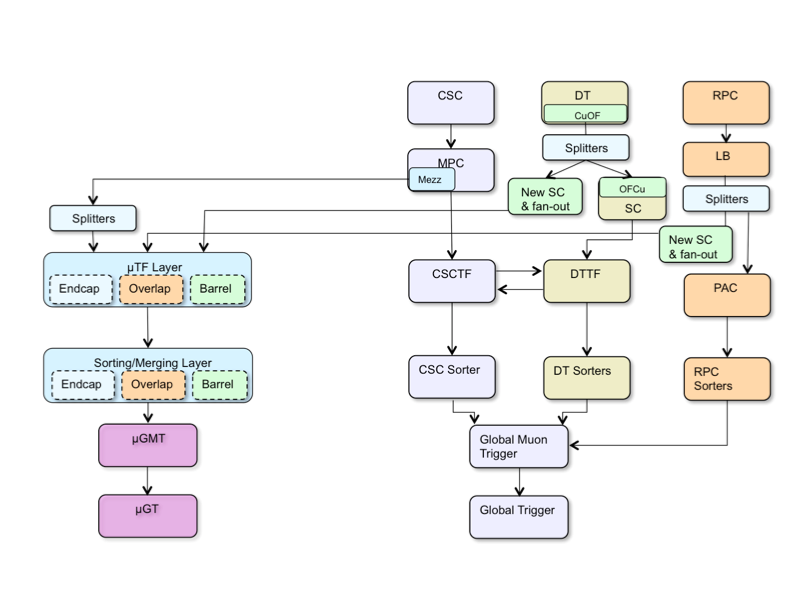 CSC
DT
RPC
CuOF
MPC
Mezz
Splitters
LB
New SC
& fan-out
OFCu
SC
Splitters
Splitters
New SC
& fan-out
µTF Layer
Endcap
Overlap
Barrel
CSCTF
DTTF
PAC
Sorting/Merging Layer
Endcap
Overlap
Barrel
CSC Sorter
DT Sorters
RPC
Sorters
µGMT
Global Muon
Trigger
µGT
Global Trigger